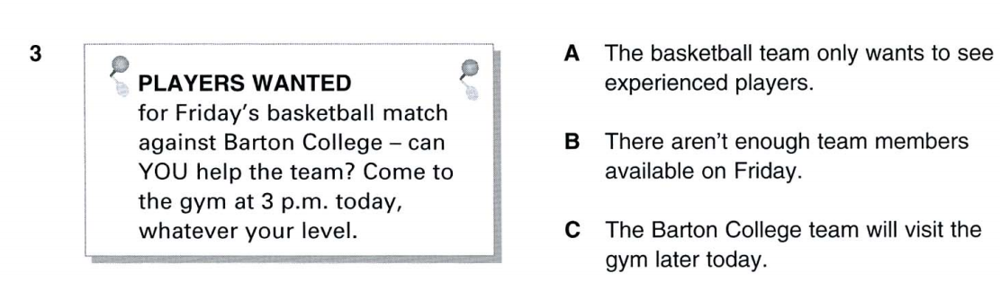 3
PLAYERS WANTED
for Friday's basketball match
against Barton College – can
YOU help the team? Come to
the gym at 3 p.m. today,
whatever your level.
A The basketball team only wants to see
experienced players.
B There aren't enough team members
available on Friday.
C The Barton College team will visit the
gym later today.